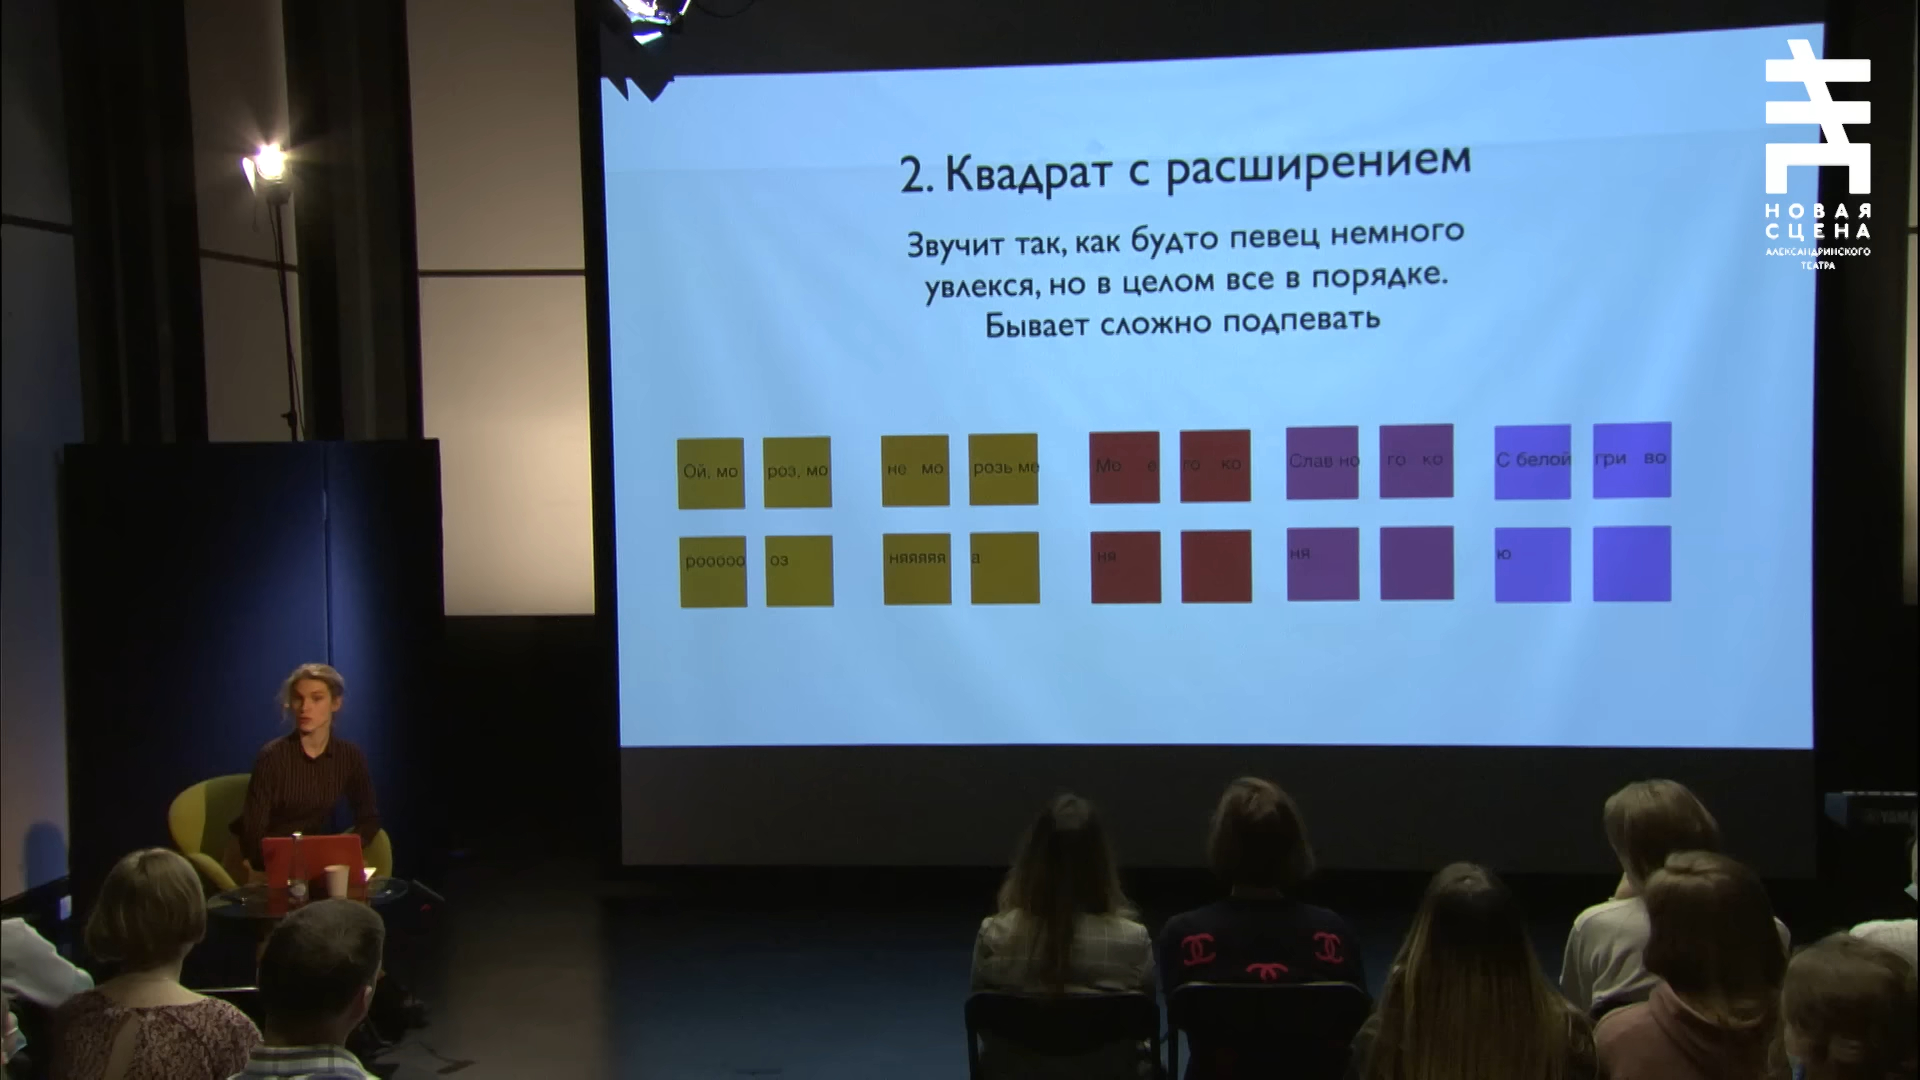 2. Квадрат с расширением
Звучит так, как будто певец немного
увлекся, но в целом все в порядке.
Бывает сложно подпевать
Ой, мо роз, мо не мо розь ме Мо е го ко Слав но го ко С белой гри во
рооооо оз няяяяя а ня ня ю
НОВАЯ
СЦЕНА
АЛЕКСАНДРИНСКОГО
ТЕАТРА